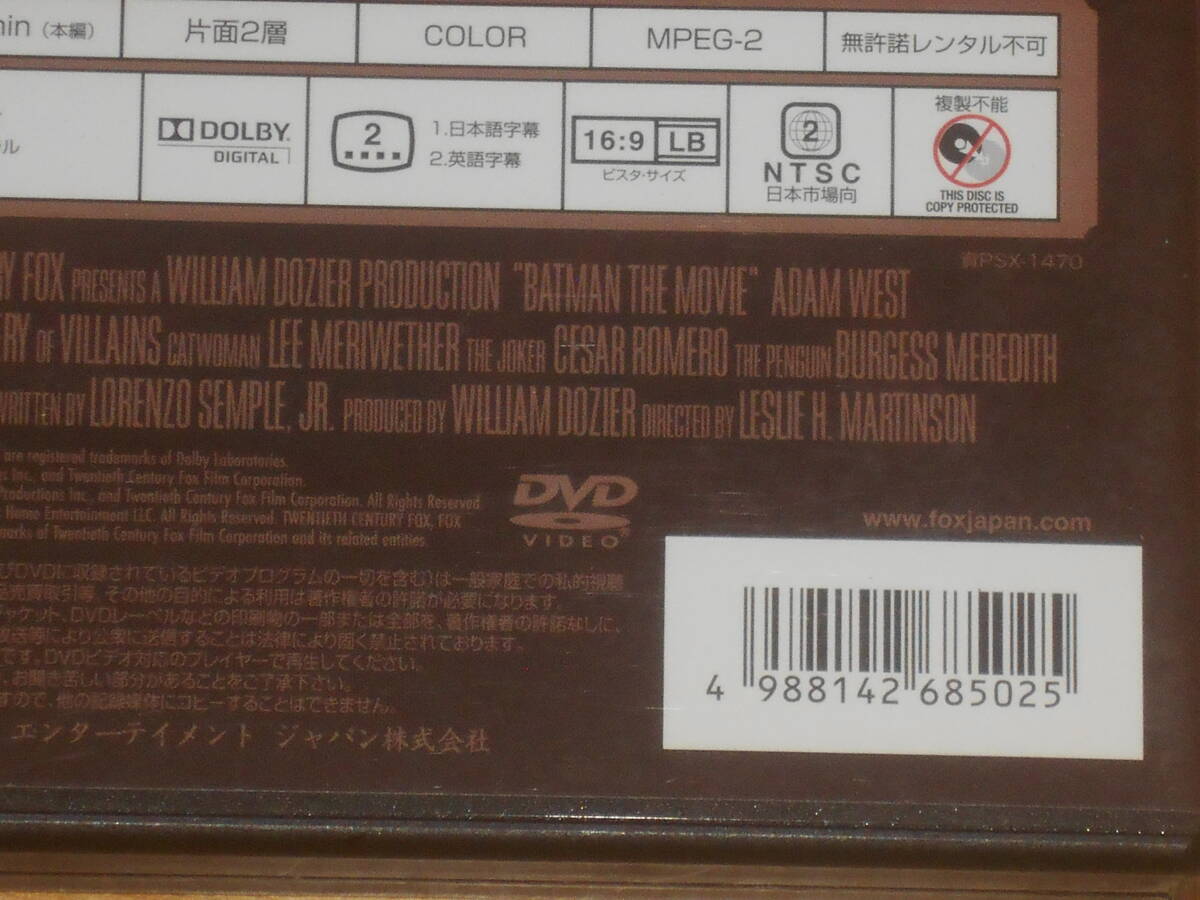 min (本編)
片面2層
COLOR
MPEG-2
無許諾レンタル不可
ル
DOLBY
DIGITAL
2
1.日本語字幕
2.英語字幕
16:9 LB
ビスタ・サイズ
2
NTSC
日本市場向
複製不能
THIS DISC IS
COPY PROTECTED
PSX-1470
RY FOX PRESENTS A WILLIAM DOZIER PRODUCTION "BATMAN THE MOVIE" ADAM WEST
ERY OF VILLAINS CATWOMAN LEE MERIWETHER THE JOKER CESAR ROMERO THE PENGUIN BURGESS MEREDITH
WRITTEN BY LORENZO SEMPLE, JR. PRODUCED BY WILLIAM DOZIER DIRECTED BY LESLIE H. MARTINSON
are registered trademarks of Dolby Laboratories.
s Inc., and Twentieth Century Fox Film Corporation.
Productions Inc., and Twentieth Century Fox Film Corporation. All Rights Reserved.
Home Entertainment LLC. All Rights Reserved. TWENTIETH CENTURY FOX, FOX
marks of Twentieth Century Fox Film Corporation and its related entities.
DVD
VIDEO
www.foxjapan.com
びDVDに収録されているビデオプログラムの一切を含む)は一般家庭での私的視聴
売買取引等、その他の目的による利用は著作権者の許諾が必要になります。
ジャケット、DVDレーベルなどの印刷物の一部または全部を、著作権者の許諾なしに、
放送等により公衆に送信することは法律により固く禁止されております。
です。DVDビデオ対応のプレイヤーで再生してください。
、お聞き苦しい部分があることをご了承下さい。
すので、他の記録媒体にコピーすることはできません。
エンターテイメント ジャパン株式会社
4 988142 685025